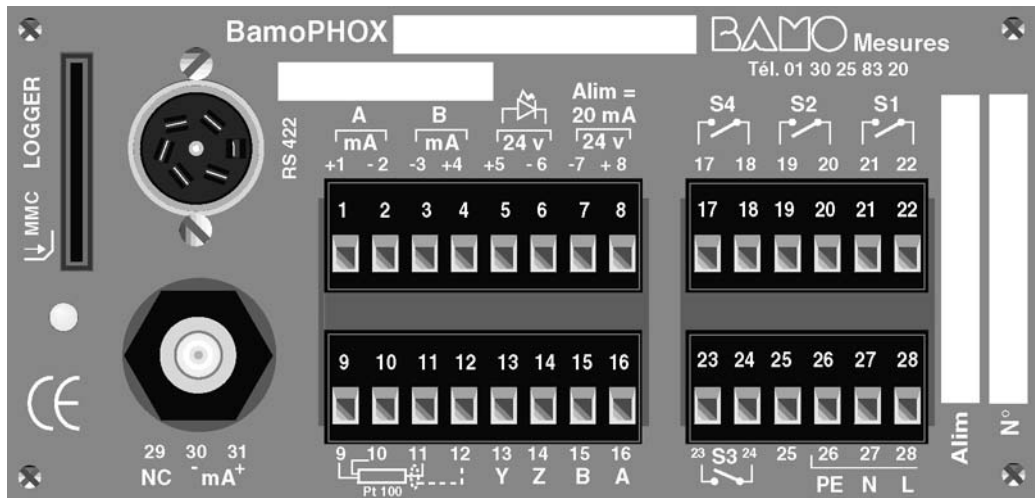 BamoPHOX
BAMO Mesures
Tél. 01 30 25 83 20
MMC LOGGER
RS 422
A
mA
+1 -2
B
mA
-3 +4
24 v
+5 -6
Alim =
20 mA
24 v
-7 +8
S4
17 18
S2
19 20
S1
21 22
1 2 3 4 5 6 7 8
17 18 19 20 21 22
9 10 11 12 13 14 15 16
23 24 25 26 27 28
CE
29 30 31
NC - mA +
9 10 11 12 13 14 15 16
Pt 100
Y Z B A
23 S3 24 25 26 27 28
PE N L
Alim
N°